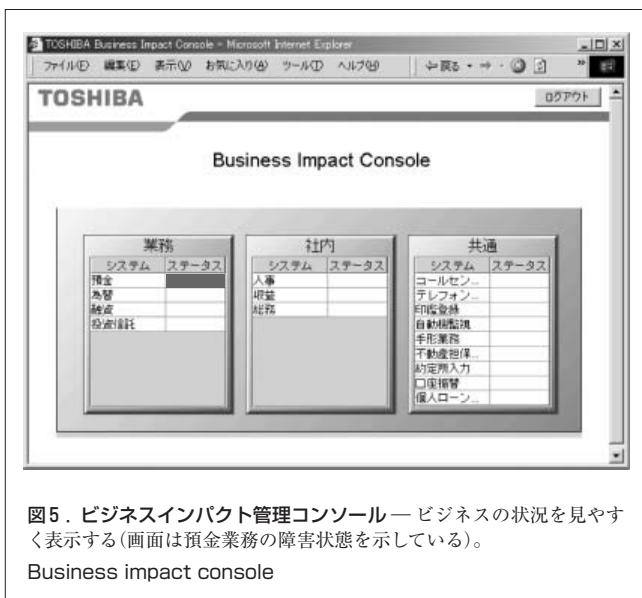 TOSHIBA Business Impact Console - Microsoft Internet Explorer
ファイル(F) 編集(E) 表示(V) お気に入り(A) ツール(T) ヘルプ(H) 戻る »
TOSHIBA ログアウト
Business Impact Console
業務
システム ステータス
預金
為替
融資
投資信託
社内
システム ステータス
人事
収益
総務
共通
システム ステータス
コールセン...
テレフォン...
印鑑登録
自動機監視
手形業務
不動産担保...
約定所入力
口座振替
個人ローン...
図5．ビジネスインパクト管理コンソール — ビジネスの状況を見やす
く表示する(画面は預金業務の障害状態を示している)。
Business impact console